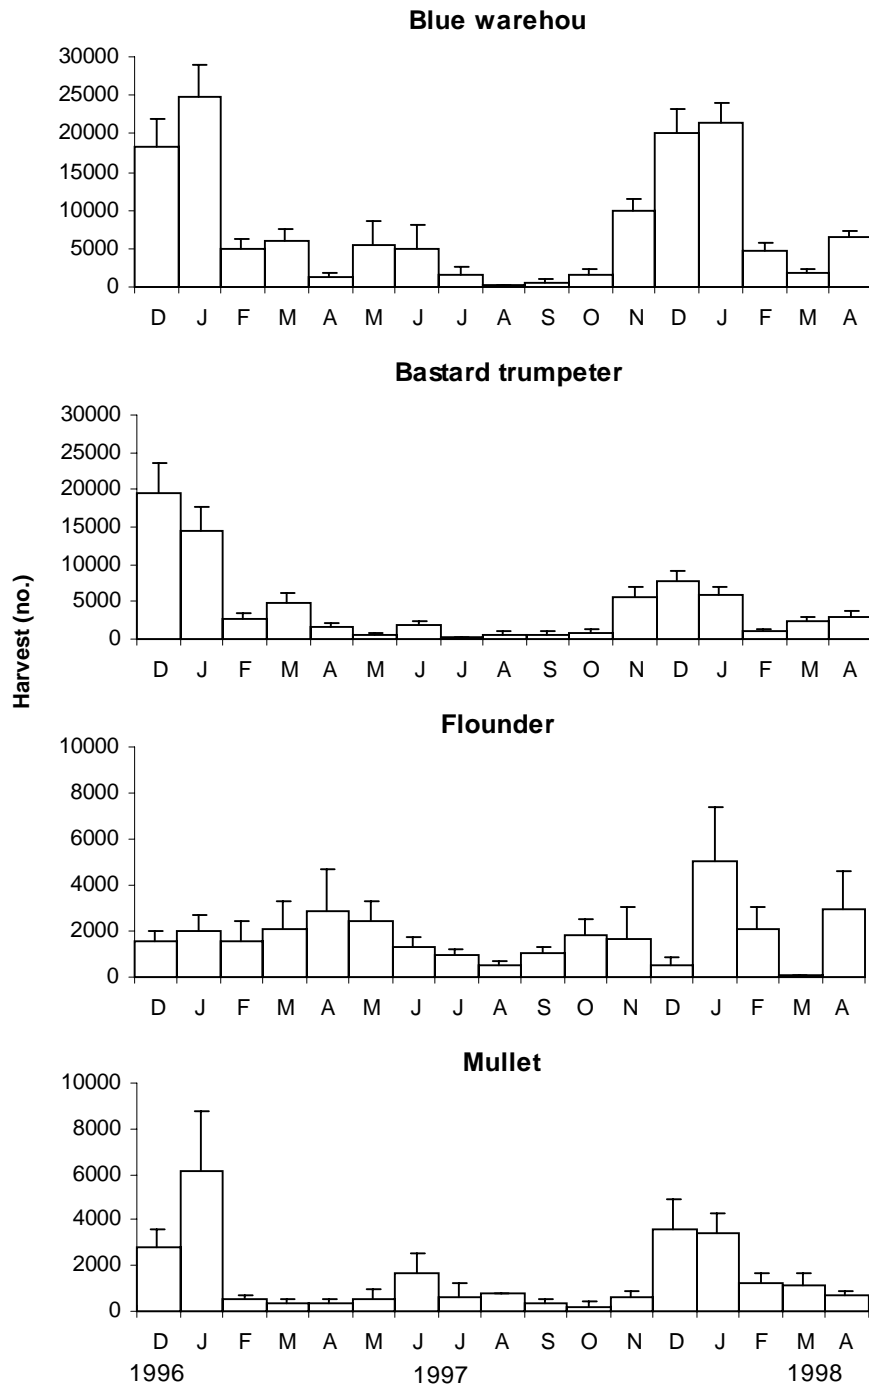 Blue warehou
30000
25000
20000
15000
10000
5000
0
D J F M A M J J A S O N D J F M A
Bastard trumpeter
30000
25000
20000
15000
10000
5000
0
D J F M A M J J A S O N D J F M A
Harvest (no.)
Flounder
10000
8000
6000
4000
2000
0
D J F M A M J J A S O N D J F M A
Mullet
10000
8000
6000
4000
2000
0
D J F M A M J J A S O N D J F M A
1996 1997 1998